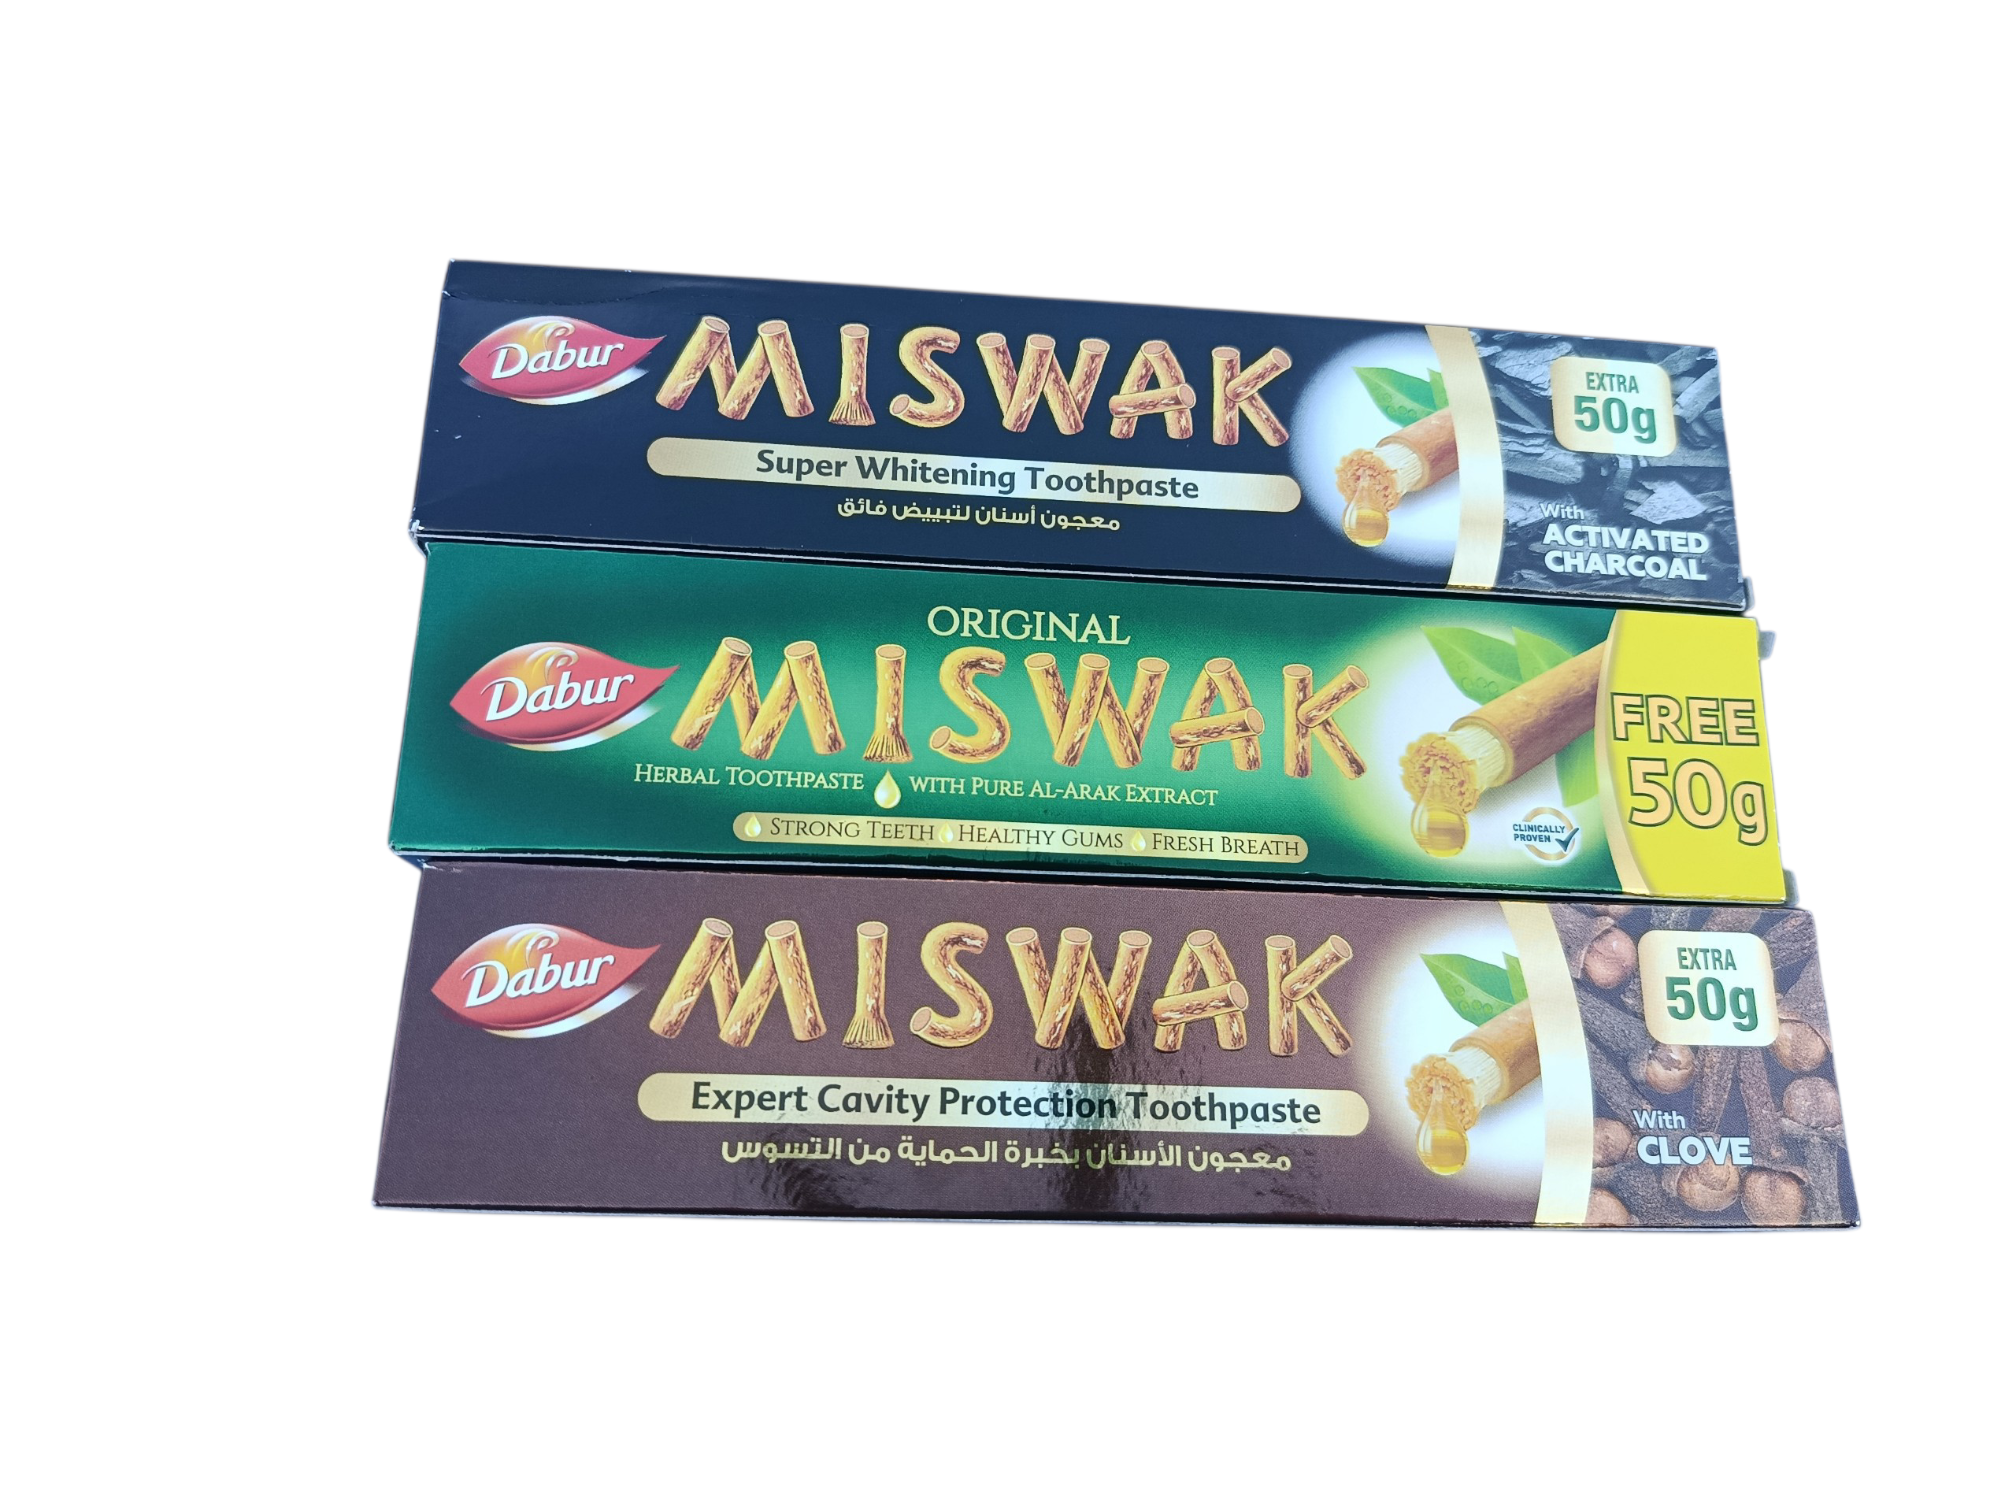 Dabur
MISWAK
Super Whitening Toothpaste
معجون أسنان لتبييض فائق
EXTRA
50g
With
ACTIVATED
CHARCOAL
ORIGINAL
Dabur
MISWAK
HERBAL TOOTHPASTE WITH PURE AL-ARAK EXTRACT
STRONG TEETH HEALTHY GUMS FRESH BREATH
CLINICALLY
PROVEN
FREE
50g
Dabur
MISWAK
Expert Cavity Protection Toothpaste
معجون الأسنان بخبرة الحماية من التسوس
EXTRA
50g
With
CLOVE